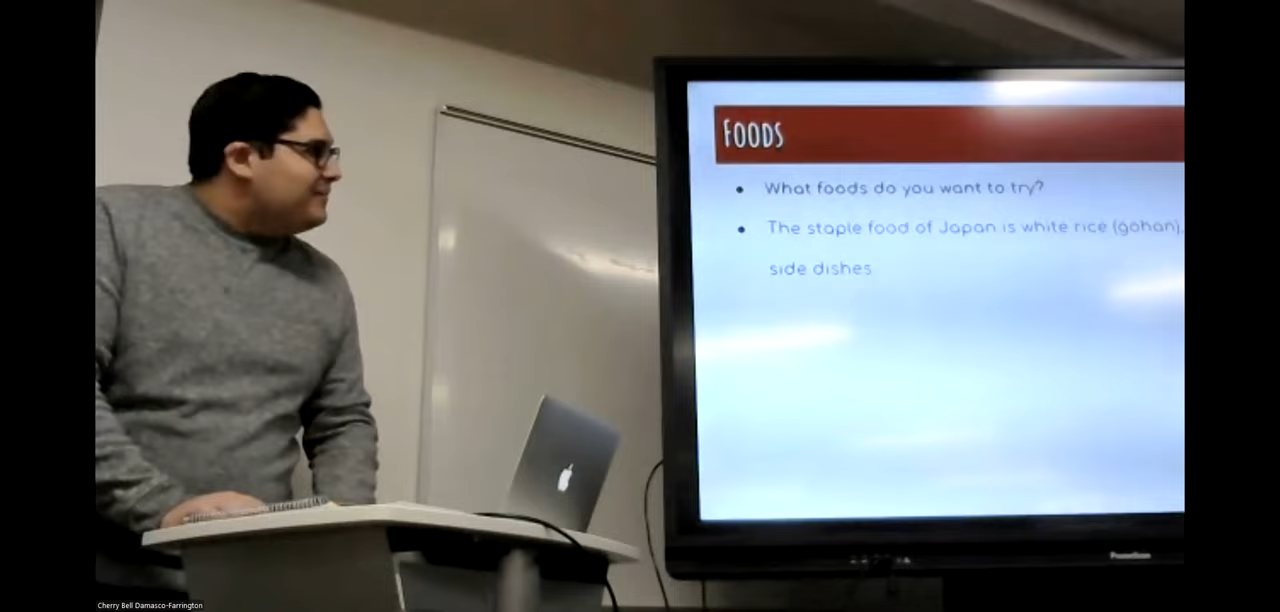 FOODS
What foods do you want to try?
The staple food of Japan is white rice (gohan),
side dishes
Promethean
Cherry Bell Damasco-Farrington